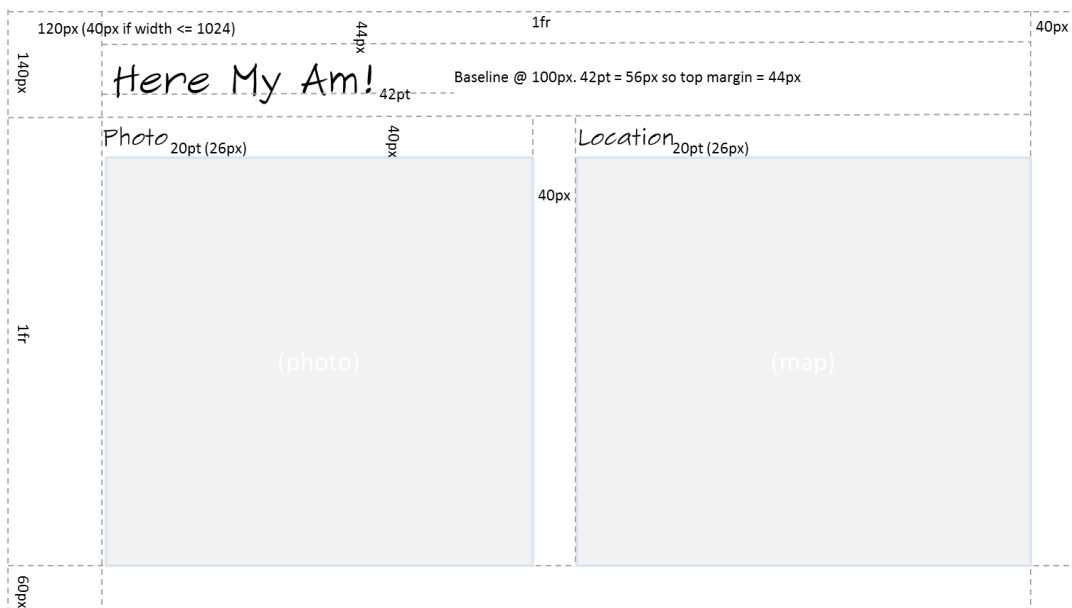 120px (40px if width <= 1024)
44px
1fr
40px
140px
Here My Am!
42pt
Baseline @ 100px. 42pt = 56px so top margin = 44px
Photo
20pt (26px)
40px
Location
20pt (26px)
40px
1fr
(photo)
(map)
60px